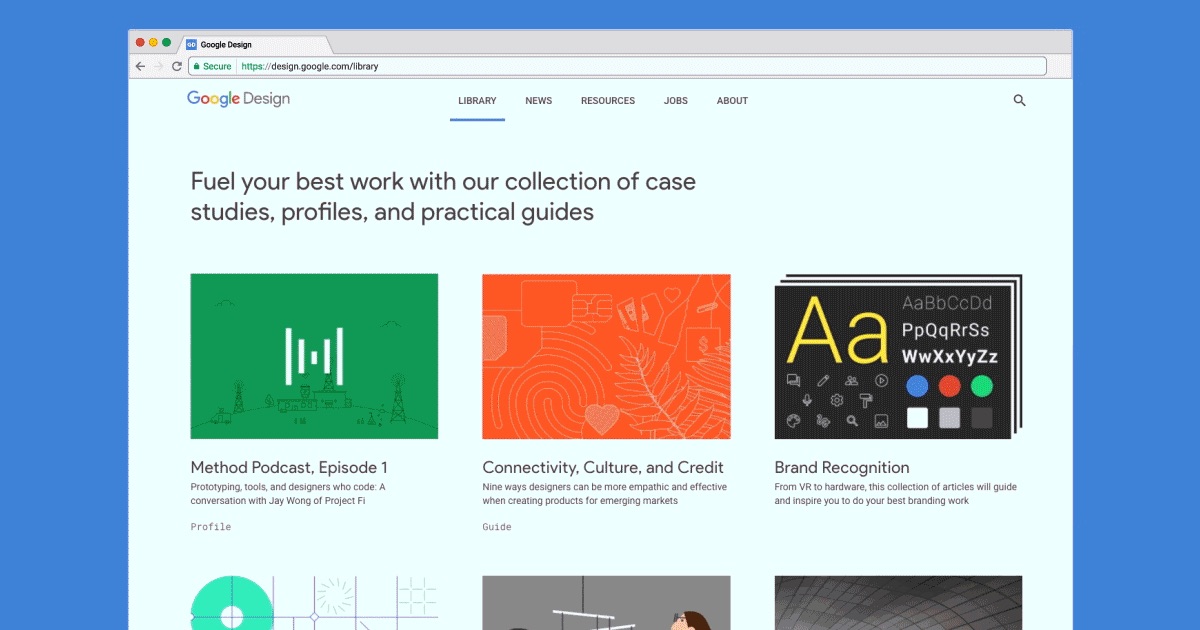 Google Design
Secure https://design.google.com/library
Google Design LIBRARY NEWS RESOURCES JOBS ABOUT
Fuel your best work with our collection of case
studies, profiles, and practical guides
AaBbCcDd
Aa PpQqRrSs
WwXxYyZz
$
Method Podcast, Episode 1
Prototyping, tools, and designers who code: A
conversation with Jay Wong of Project Fi
Profile
Connectivity, Culture, and Credit
Nine ways designers can be more empathic and effective
when creating products for emerging markets
Guide
Brand Recognition
From VR to hardware, this collection of articles will guide
and inspire you to do your best branding work